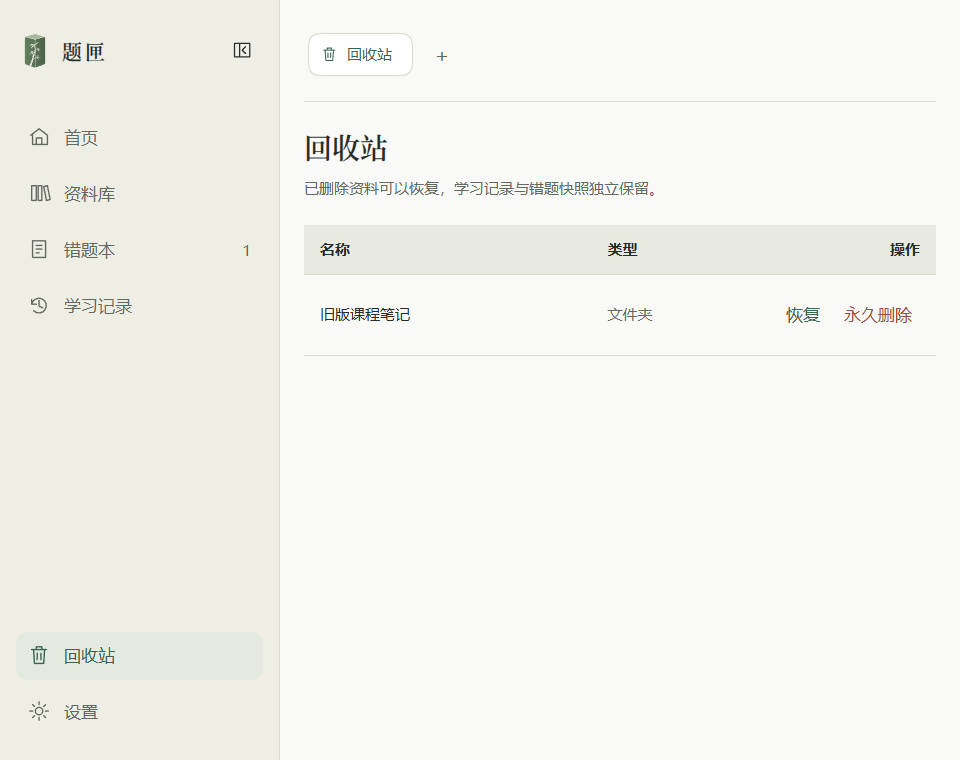 题匣
首页
资料库
错题本 1
学习记录
回收站
设置
回收站 +
回收站
已删除资料可以恢复，学习记录与错题快照独立保留。
名称 类型 操作
旧版课程笔记 文件夹 恢复 永久删除